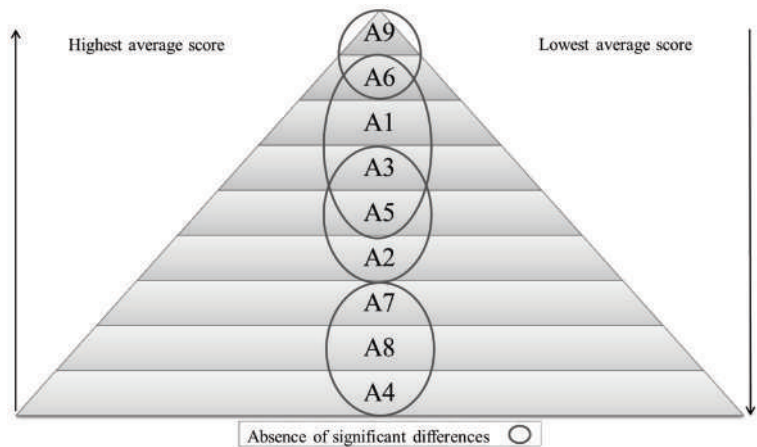 Highest average score
Lowest average score
A9
A6
A1
A3
A5
A2
A7
A8
A4
Absence of significant differences